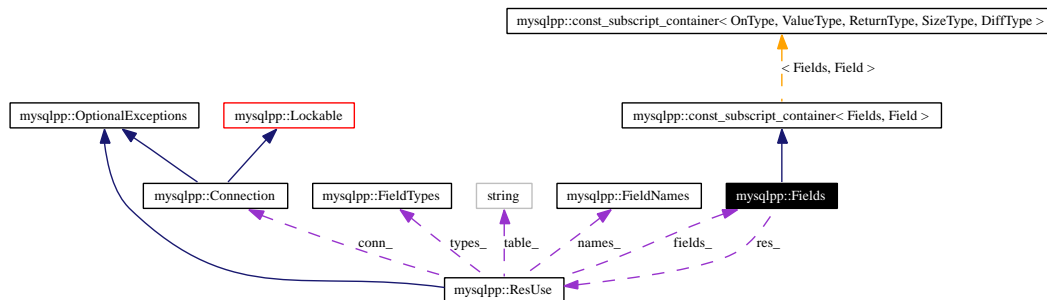 mysqlpp::const_subscript_container< OnType, ValueType, ReturnType, SizeType, DiffType >
< Fields, Field >
mysqlpp::OptionalExceptions
mysqlpp::Lockable
mysqlpp::const_subscript_container< Fields, Field >
mysqlpp::Connection
mysqlpp::FieldTypes
string
mysqlpp::FieldNames
mysqlpp::Fields
conn_
types_
table_
names_
fields_
res_
mysqlpp::ResUse